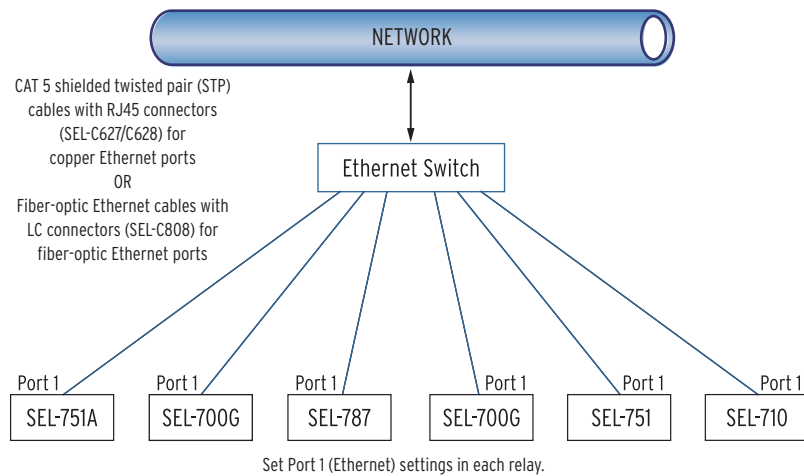 NETWORK
CAT 5 shielded twisted pair (STP)
cables with RJ45 connectors
(SEL-C627/C628) for
copper Ethernet ports
OR
Fiber-optic Ethernet cables with
LC connectors (SEL-C808) for
fiber-optic Ethernet ports
Ethernet Switch
Port 1
SEL-751A
Port 1
SEL-700G
Port 1
SEL-787
Port 1
SEL-700G
Port 1
SEL-751
Port 1
SEL-710
Set Port 1 (Ethernet) settings in each relay.